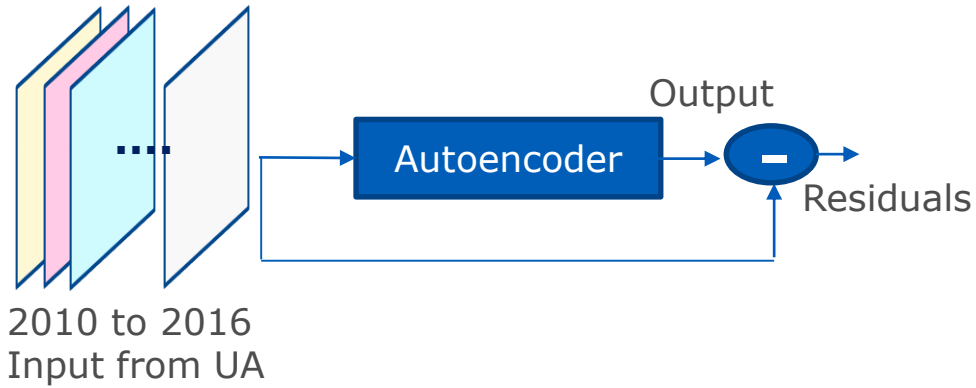 Output
Autoencoder
-
Residuals
.....
2010 to 2016
Input from UA